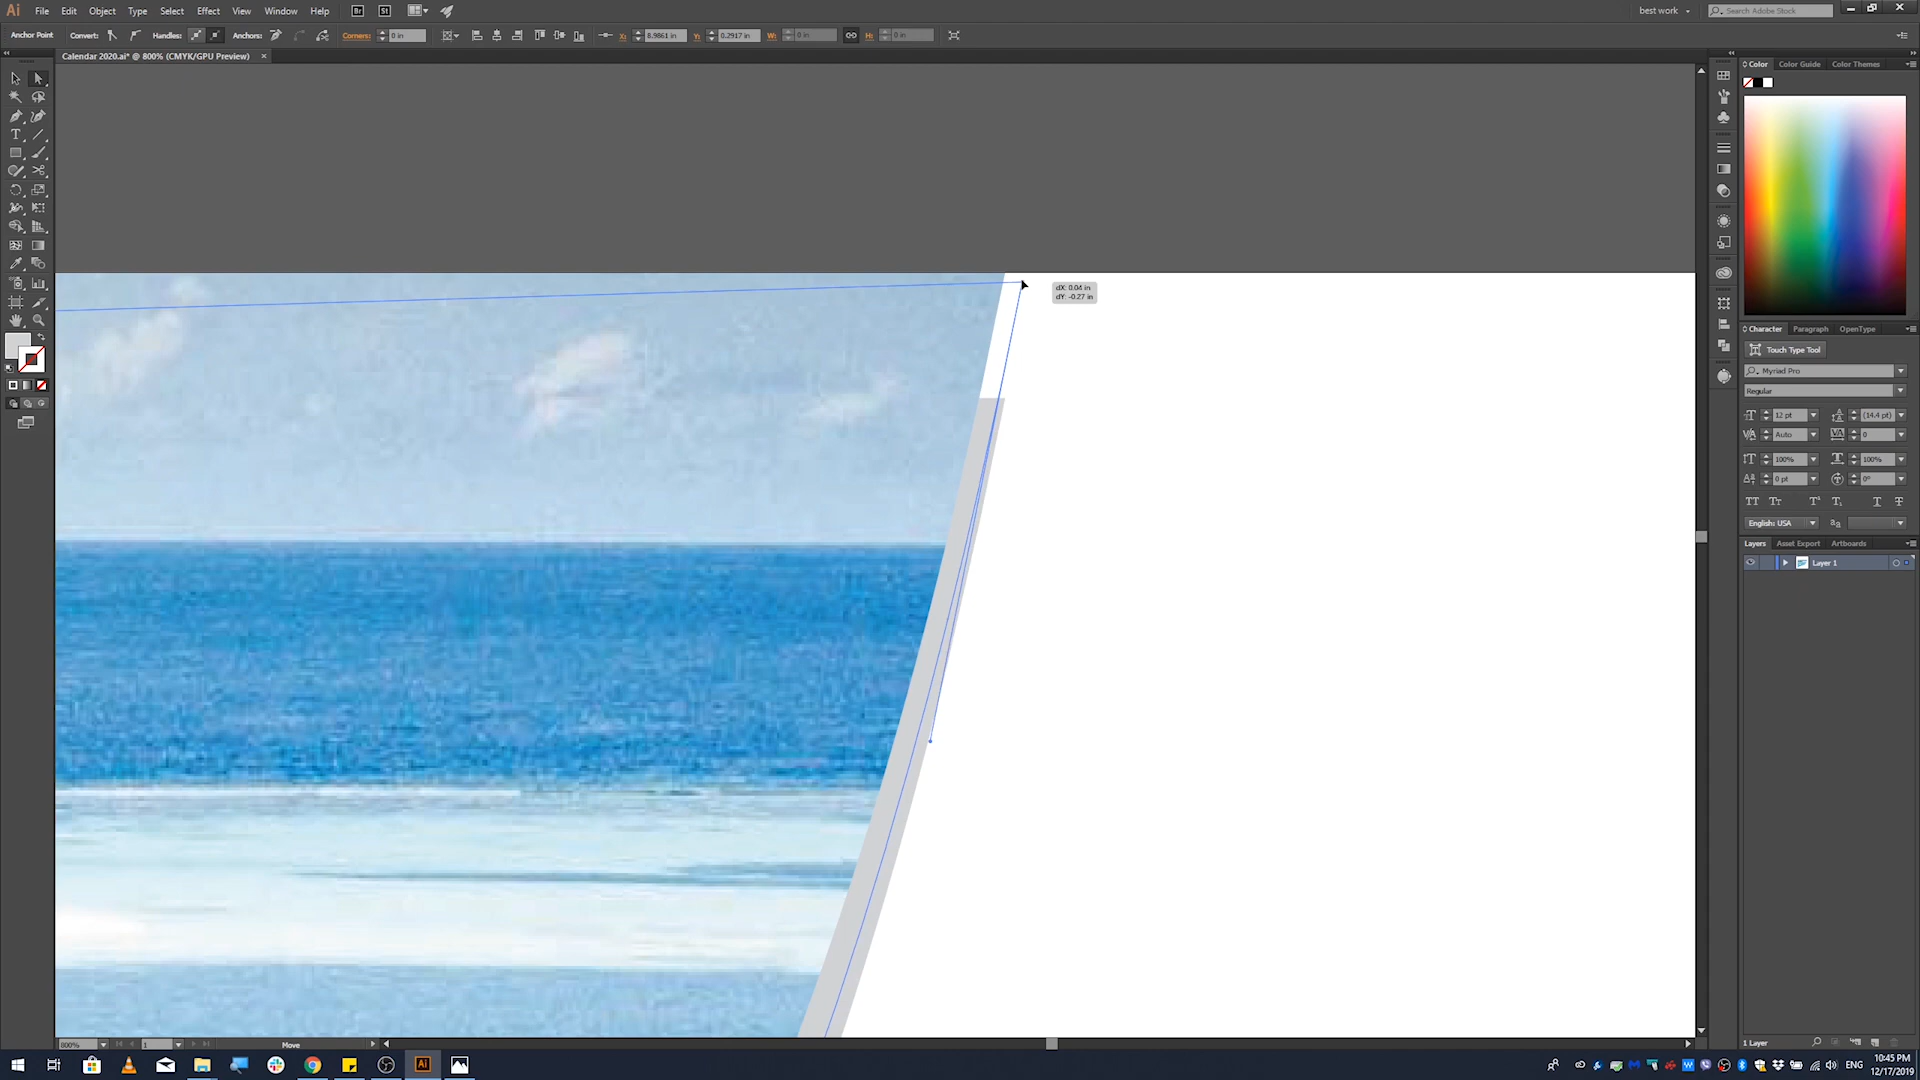 Ai File Edit Object Type Select Effect View Window Help Br St best work Search Adobe Stock
Anchor Point Convert: Handles: Anchors: Corners: 0 in X: 8.9861 in Y: 0.2917 in W: 0 in H: 0 in
Calendar 2020.ai* @ 800% (CMYK/GPU Preview) ×
Color Color Guide Color Themes
dX: 0.04 in
dY: -0.27 in
Character Paragraph OpenType
Touch Type Tool
Myriad Pro
Regular
12 pt (14.4 pt)
Auto 0
100% 100%
0 pt 0°
English: USA
Layers Asset Export Artboards
Layer 1
800% 1 Move
1 Layer
Ai ENG 10:45 PM
12/17/2019